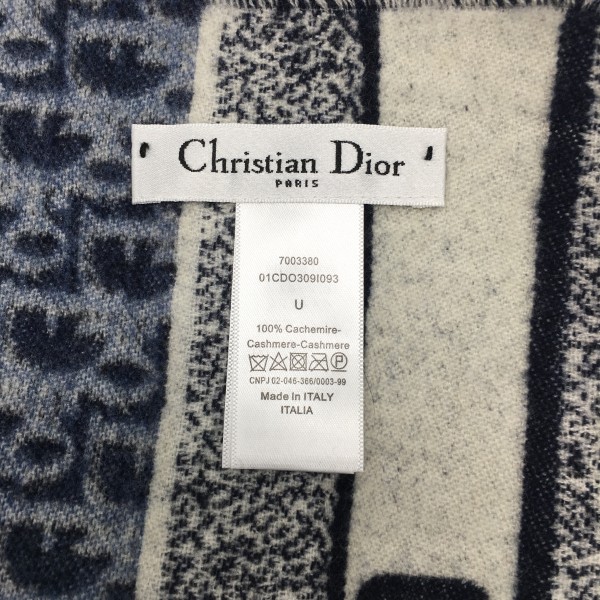 Christian Dior
PARIS
7003380
01CDO309I093
U
100% Cachemire-
Cashmere-Cashmere
P
CNPJ 02-046-366/0003-99
Made in ITALY
ITALIA